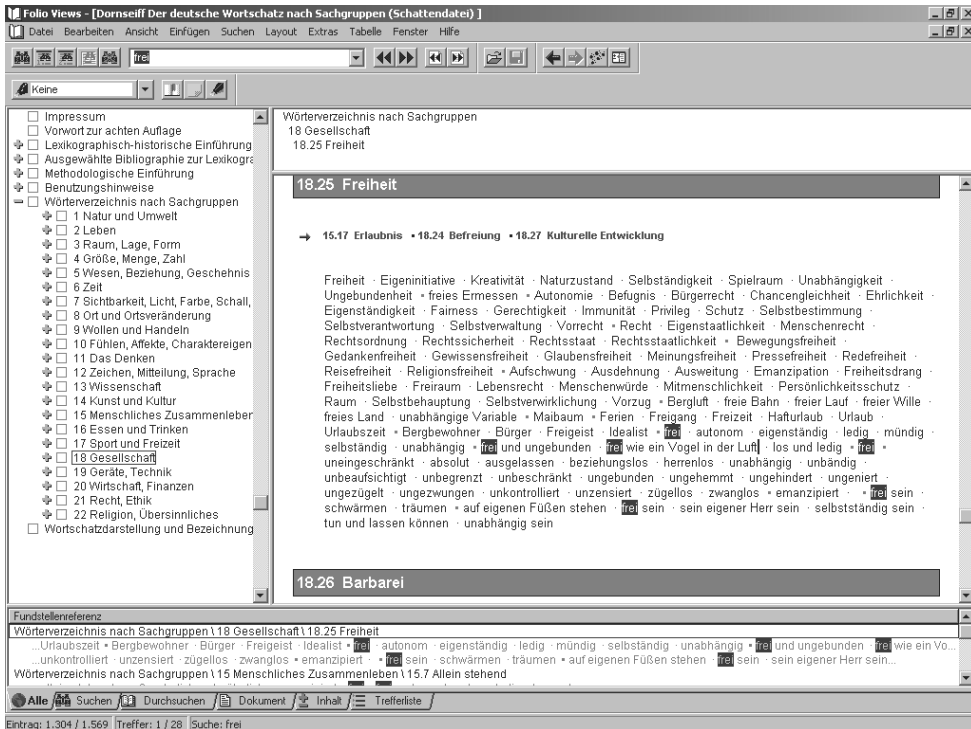 Folio Views - [Dornseiff Der deutsche Wortschatz nach Sachgruppen (Schattendatei) ]
Datei Bearbeiten Ansicht Einfügen Suchen Layout Extras Tabelle Fenster Hilfe
frei
Keine
Impressum
Vorwort zur achten Auflage
Lexikographisch-historische Einführung
Ausgewählte Bibliographie zur Lexikogra
Methodologische Einführung
Benutzungshinweise
Wörterverzeichnis nach Sachgruppen
1 Natur und Umwelt
2 Leben
3 Raum, Lage, Form
4 Größe, Menge, Zahl
5 Wesen, Beziehung, Geschehnis
6 Zeit
7 Sichtbarkeit, Licht, Farbe, Schall,
8 Ort und Ortsveränderung
9 Wollen und Handeln
10 Fühlen, Affekte, Charaktereigen
11 Das Denken
12 Zeichen, Mitteilung, Sprache
13 Wissenschaft
14 Kunst und Kultur
15 Menschliches Zusammenleben
16 Essen und Trinken
17 Sport und Freizeit
18 Gesellschaft
19 Geräte, Technik
20 Wirtschaft, Finanzen
21 Recht, Ethik
22 Religion, Übersinnliches
Wortschatzdarstellung und Bezeichnung
Wörterverzeichnis nach Sachgruppen
18 Gesellschaft
18.25 Freiheit
18.25 Freiheit
→ 15.17 Erlaubnis • 18.24 Befreiung • 18.27 Kulturelle Entwicklung
Freiheit · Eigeninitiative · Kreativität · Naturzustand · Selbständigkeit · Spielraum · Unabhängigkeit ·
Ungebundenheit ▪ freies Ermessen ▪ Autonomie · Befugnis · Bürgerrecht · Chancengleichheit · Ehrlichkeit ·
Eigenständigkeit · Fairness · Gerechtigkeit · Immunität · Privileg · Schutz · Selbstbestimmung ·
Selbstverantwortung · Selbstverwaltung · Vorrecht ▪ Recht · Eigenstaatlichkeit · Menschenrecht ·
Rechtsordnung · Rechtssicherheit · Rechtsstaat · Rechtsstaatlichkeit ▪ Bewegungsfreiheit ·
Gedankenfreiheit · Gewissensfreiheit · Glaubensfreiheit · Meinungsfreiheit · Pressefreiheit · Redefreiheit ·
Reisefreiheit · Religionsfreiheit ▪ Aufschwung · Ausdehnung · Ausweitung · Emanzipation · Freiheitsdrang ·
Freiheitsliebe · Freiraum · Lebensrecht · Menschenwürde · Mitmenschlichkeit · Persönlichkeitsschutz ·
Raum · Selbstbehauptung · Selbstverwirklichung · Vorzug ▪ Bergluft · freie Bahn · freier Lauf · freier Wille ·
freies Land · unabhängige Variable ▪ Maibaum ▪ Ferien · Freigang · Freizeit · Hafturlaub · Urlaub ·
Urlaubszeit ▪ Bergbewohner · Bürger · Freigeist · Idealist ▪ frei · autonom · eigenständig · ledig · mündig ·
selbständig · unabhängig ▪ frei und ungebunden · frei wie ein Vogel in der Luft · los und ledig ▪ frei ▪
uneingeschränkt · absolut · ausgelassen · beziehungslos · herrenlos · unabhängig · unbändig ·
unbeaufsichtigt · unbegrenzt · unbeschränkt · ungebunden · ungehemmt · ungehindert · ungeniert ·
ungezügelt · ungezwungen · unkontrolliert · unzensiert · zügellos · zwanglos ▪ emanzipiert · ▪ frei sein ·
schwärmen · träumen ▪ auf eigenen Füßen stehen · frei sein · sein eigener Herr sein · selbstständig sein ·
tun und lassen können · unabhängig sein
18.26 Barbarei
Fundstellenreferenz
Wörterverzeichnis nach Sachgruppen \ 18 Gesellschaft \ 18.25 Freiheit
...Urlaubszeit ▪ Bergbewohner · Bürger · Freigeist · Idealist ▪ frei · autonom · eigenständig · ledig · mündig · selbständig · unabhängig ▪ frei und ungebunden · frei wie ein Vo...
...unkontrolliert · unzensiert · zügellos · zwanglos ▪ emanzipiert · ▪ frei sein · schwärmen · träumen ▪ auf eigenen Füßen stehen · frei sein · sein eigener Herr sein...
Wörterverzeichnis nach Sachgruppen \ 15 Menschliches Zusammenleben \ 15.7 Allein stehend
Alle Suchen Durchsuchen Dokument Inhalt Trefferliste
Eintrag: 1.304 / 1.569 Treffer: 1 / 28 Suche: frei